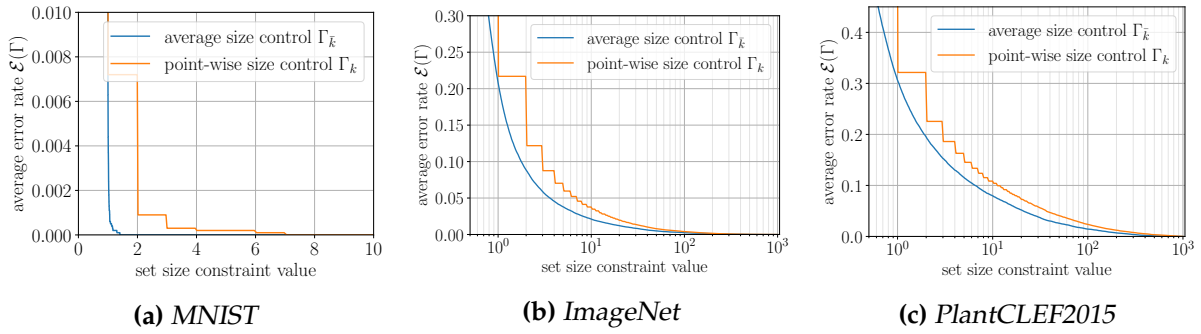 average error rate 𝓔(Γ)
0.010
0.008
0.006
0.004
0.002
0.000
0 2 4 6 8 10
set size constraint value
average size control Γ_k̄
point-wise size control Γ_k
(a) MNIST
average error rate 𝓔(Γ)
0.30
0.25
0.20
0.15
0.10
0.05
0.00
10⁰ 10¹ 10² 10³
set size constraint value
average size control Γ_k̄
point-wise size control Γ_k
(b) ImageNet
average error rate 𝓔(Γ)
0.4
0.3
0.2
0.1
0.0
10⁰ 10¹ 10² 10³
set size constraint value
average size control Γ_k̄
point-wise size control Γ_k
(c) PlantCLEF2015